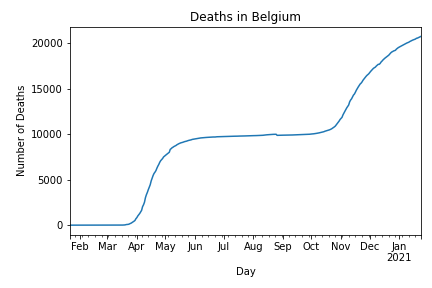 Deaths in Belgium
Number of Deaths
20000
15000
10000
5000
0
Feb Mar Apr May Jun Jul Aug Sep Oct Nov Dec Jan
2021
Day